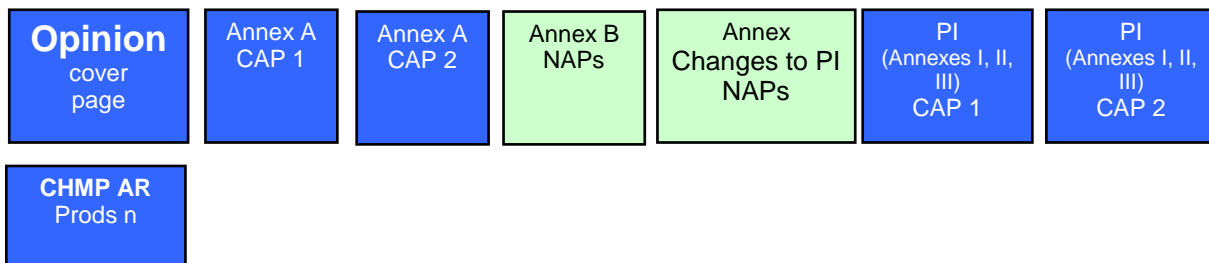 Opinion
cover
page
Annex A
CAP 1
Annex A
CAP 2
Annex B
NAPs
Annex
Changes to PI
NAPs
PI
(Annexes I, II,
III)
CAP 1
PI
(Annexes I, II,
III)
CAP 2
CHMP AR
Prods n